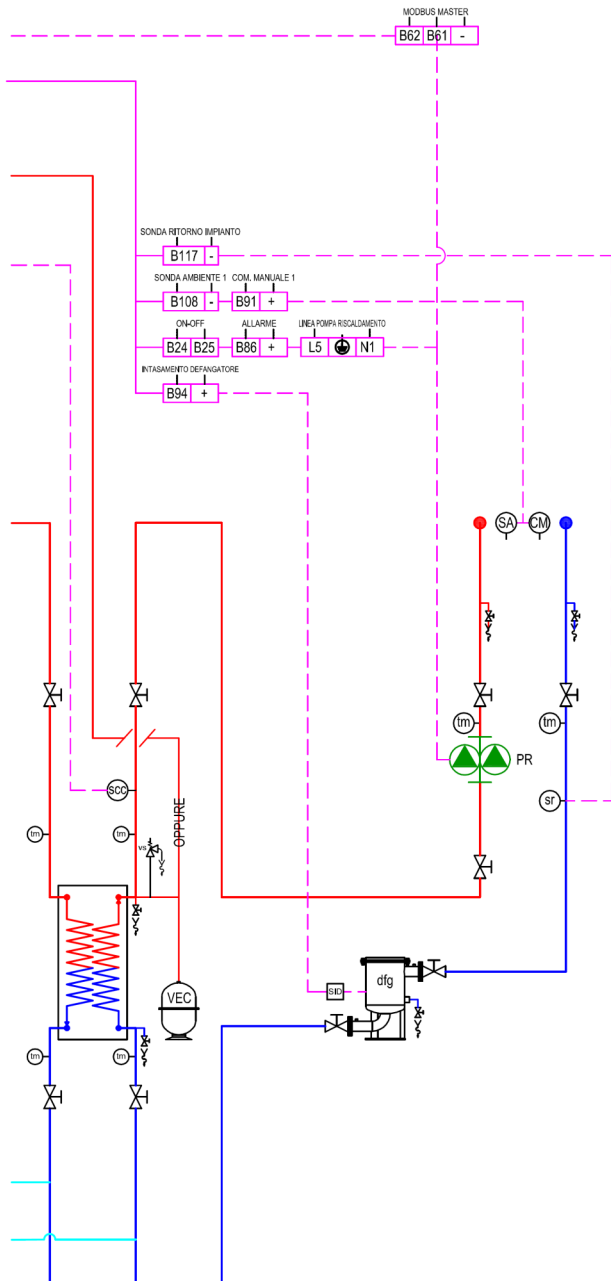 MODBUS MASTER
B62 B61 -
SONDA RITORNO IMPIANTO
B117 -
SONDA AMBIENTE 1 COM. MANUALE 1
B108 - B91 +
ON-OFF ALLARME LINEA POMPA RISCALDAMENTO
B24 B25 B86 + L5 N1
INTASAMENTO DEFANGATORE
B94 +
SA CM
tm tm
PR
scc sr
OPPURE
tm tm
vs
dfg
SID
VEC
tm tm